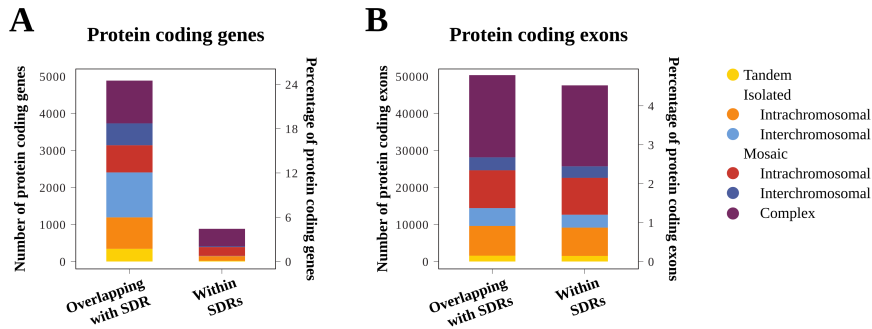 A
Protein coding genes
Number of protein coding genes
5000
4000
3000
2000
1000
0
24
18
12
6
0
Percentage of protein coding genes
Overlapping
with SDR
Within
SDRs
B
Protein coding exons
Number of protein coding exons
50000
40000
30000
20000
10000
0
4
3
2
1
0
Percentage of protein coding exons
Overlapping
with SDRs
Within
SDRs
Tandem
Isolated
Intrachromosomal
Interchromosomal
Mosaic
Intrachromosomal
Interchromosomal
Complex